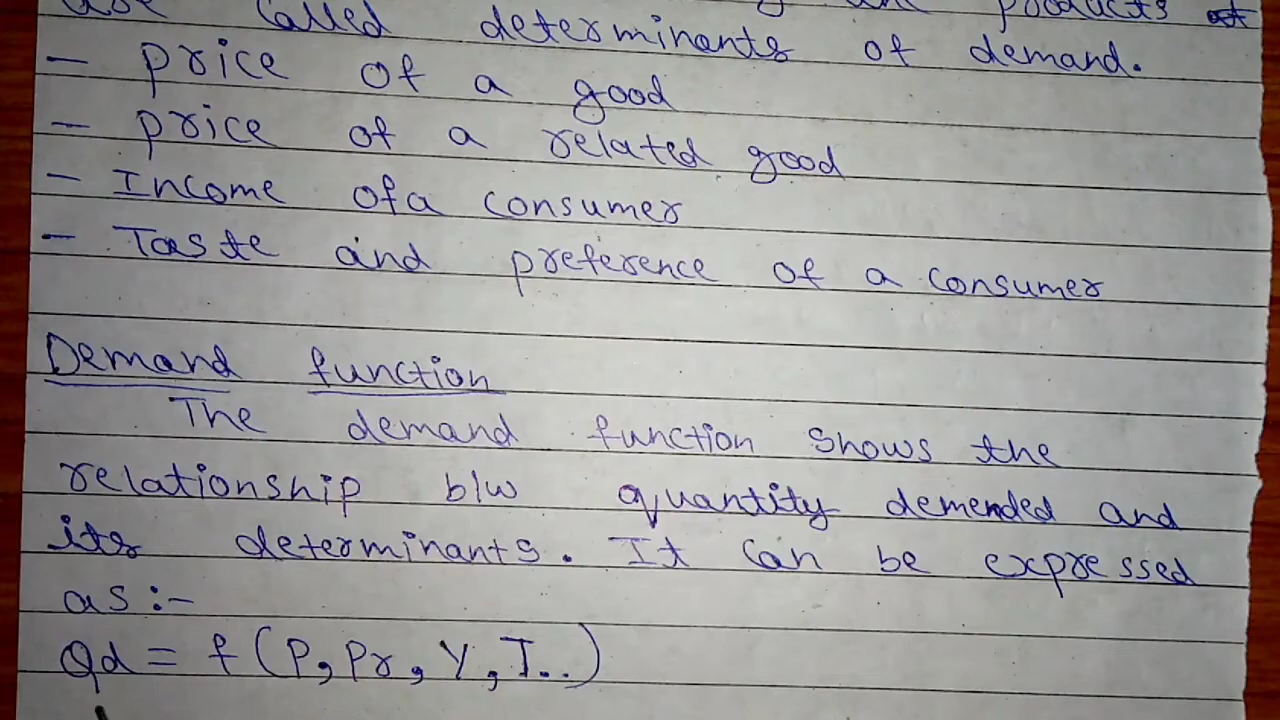 called determinants of demand.
- price of a good
- price of a related good
- Income of a consumer
- Taste and preference of a consumer
Demand function
The demand function shows the
relationship b/w quantity demended and
its determinants. It can be expressed
as :-
Qd = f (P, Pr, Y, T..)